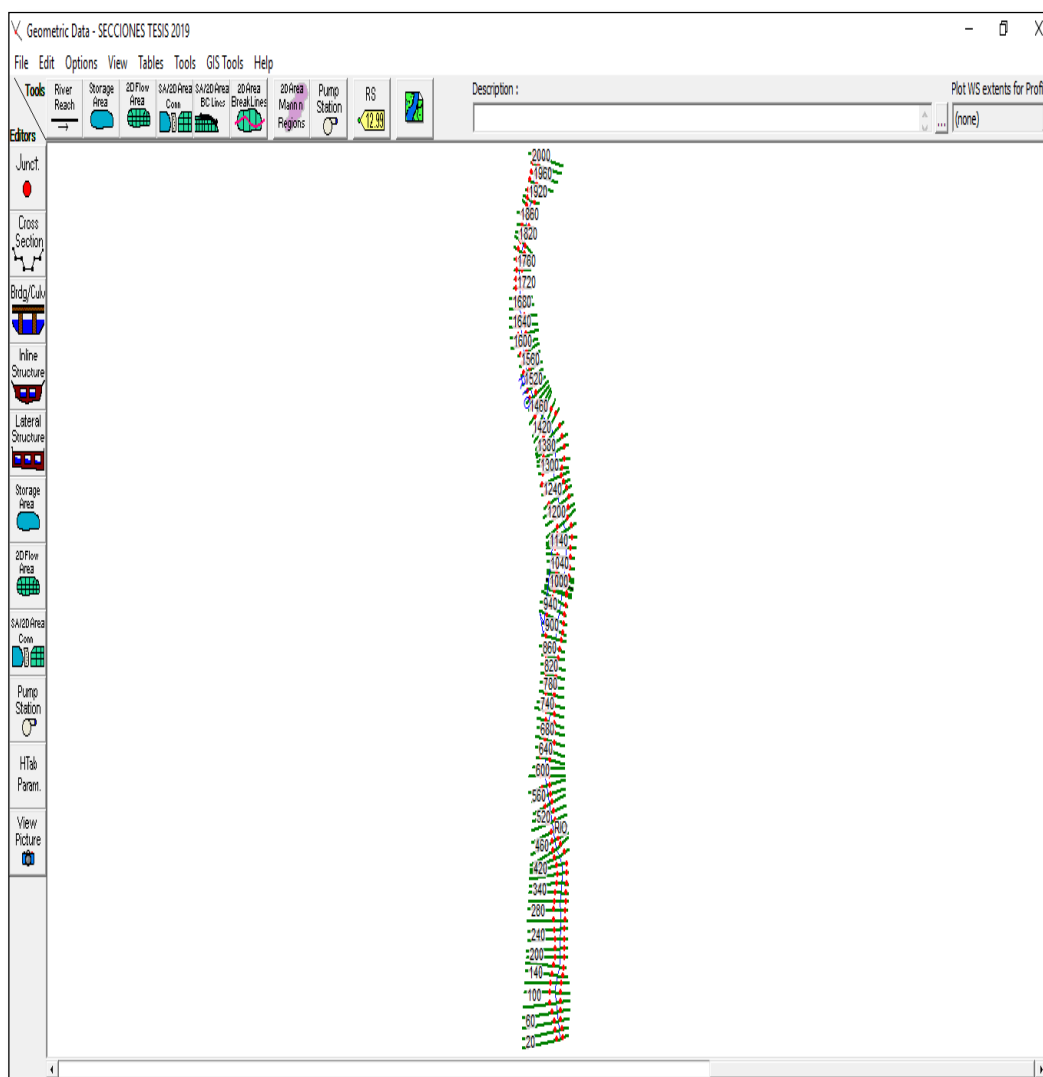 Geometric Data - SECCIONES TESIS 2019
File Edit Options View Tables Tools GIS Tools Help
Tools
Editors
River Reach
Storage Area
2D Flow Area
SA/2D Area Conn
SA/2D Area BC Lines
2D Area BreakLines
2D Area Mann n Regions
Pump Station
RS
12.99
Description :
...
Plot WS extents for Profi
(none)
Junct.
Cross Section
Brdg/Culv
Inline Structure
Lateral Structure
Storage Area
2D Flow Area
SA/2D Area Conn
Pump Station
HTab Param.
View Picture
2000
1960
1920
1860
1820
1760
1720
1680
1640
1600
1560
1520
1460
1420
1380
1300
1240
1200
1140
1040
1000
940
900
860
820
780
740
680
640
600
560
520
RIO
460
420
340
280
240
200
140
100
60
20